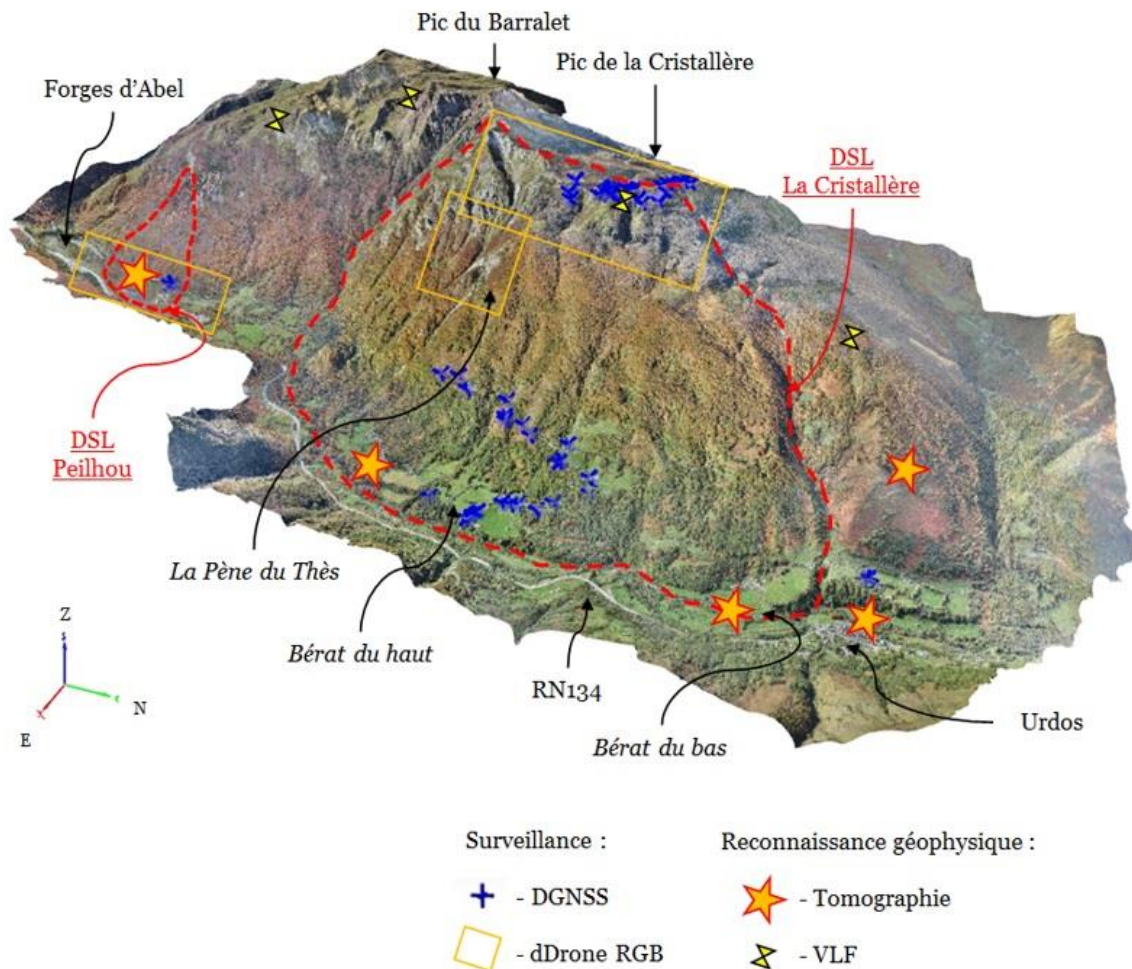 Pic du Barralet
Pic de la Cristallère
Forges d'Abel
DSL
La Cristallère
DSL
Peilhou
La Pène du Thès
Bérat du haut
RN134
Bérat du bas
Urdos
Z
N
E
Surveillance :
Reconnaissance géophysique :
- DGNSS
- Tomographie
- dDrone RGB
- VLF